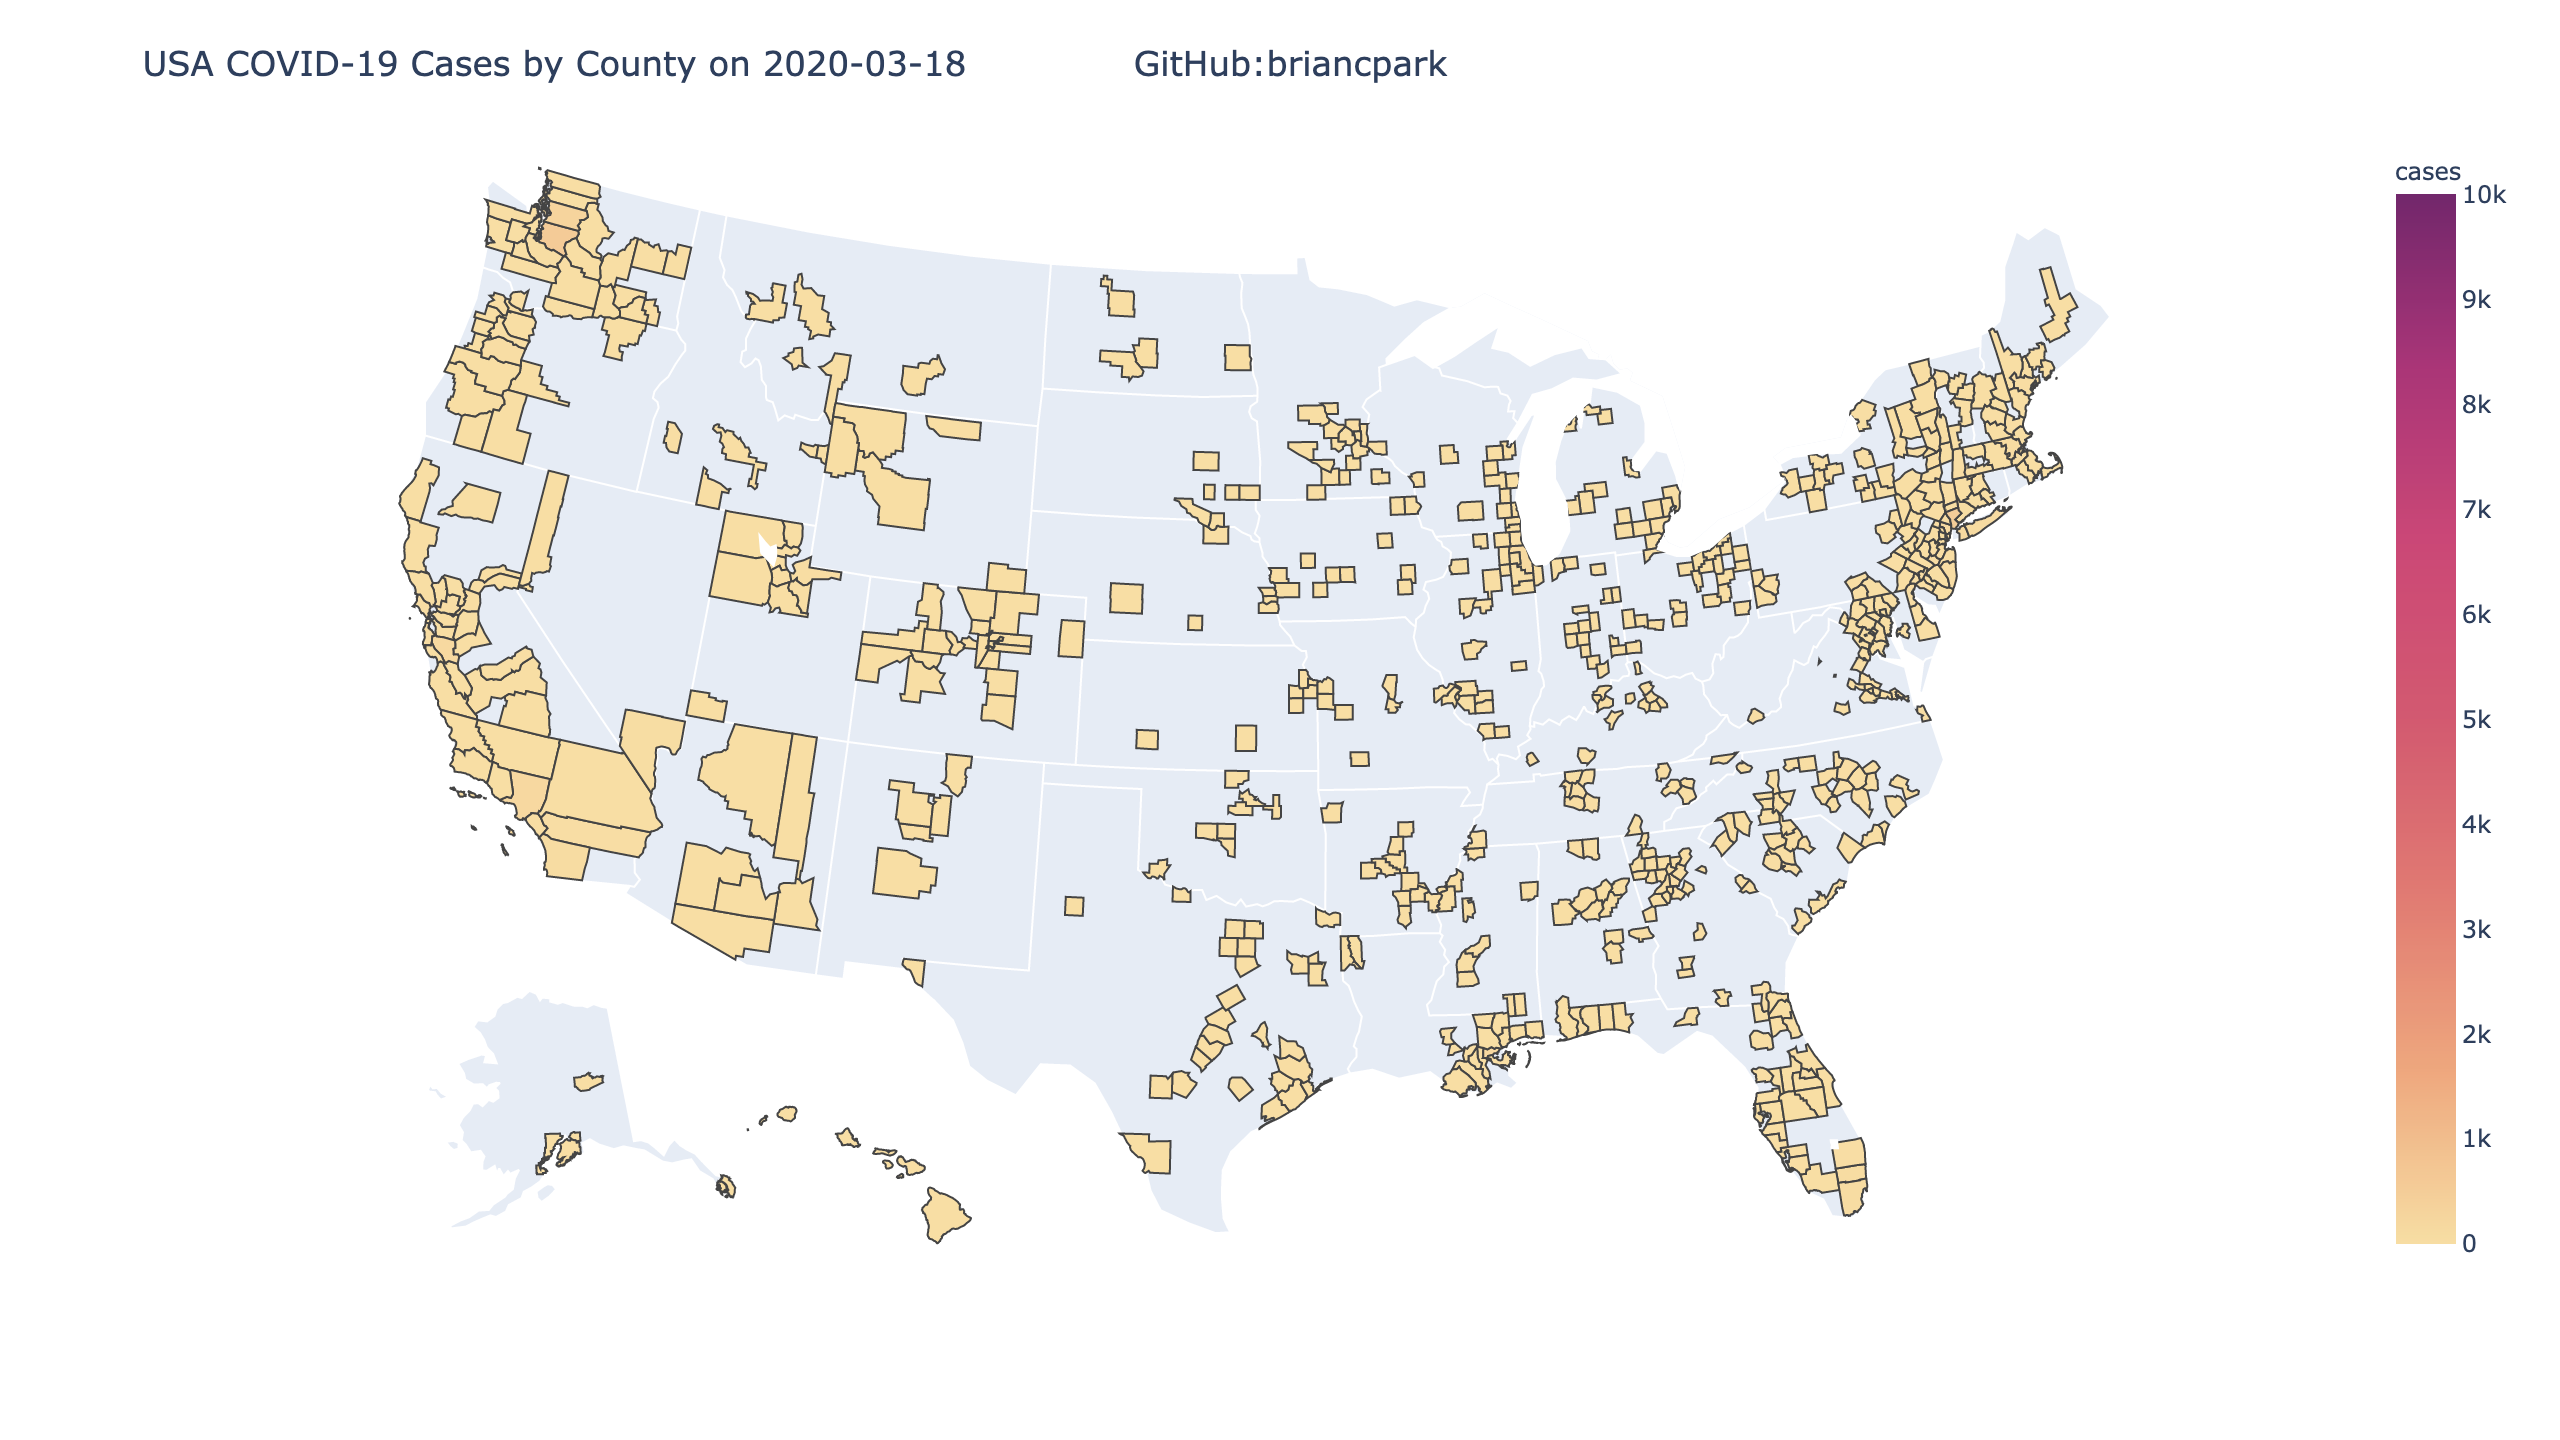 USA COVID-19 Cases by County on 2020-03-18 GitHub:briancpark
cases
10k
9k
8k
7k
6k
5k
4k
3k
2k
1k
0